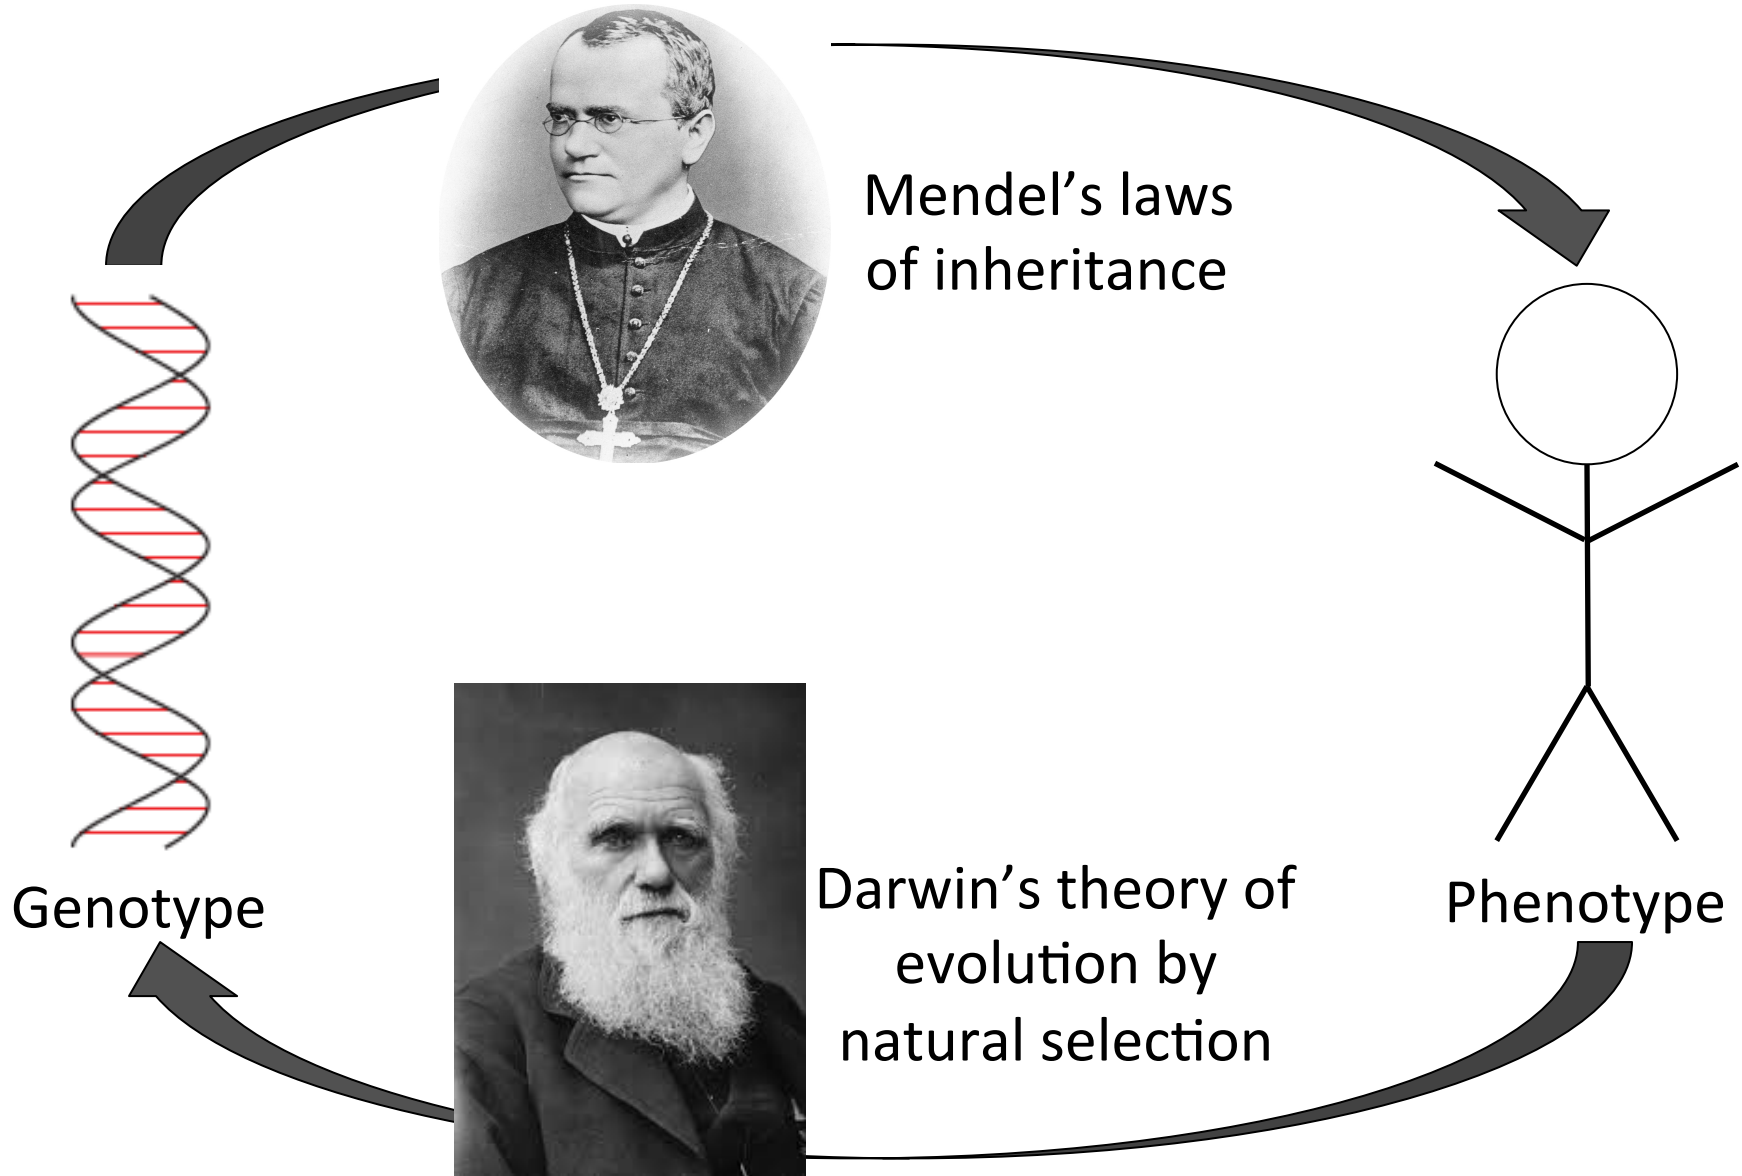 Mendel’s laws
of inheritance
Genotype
Darwin’s theory of
evolution by
natural selection
Phenotype